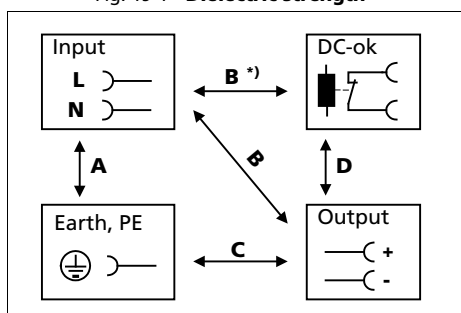 Fig. 19-1 Dielectric strength
Input
DC-ok
L
N
B *)
A
B
D
Earth, PE
Output
C
+
-